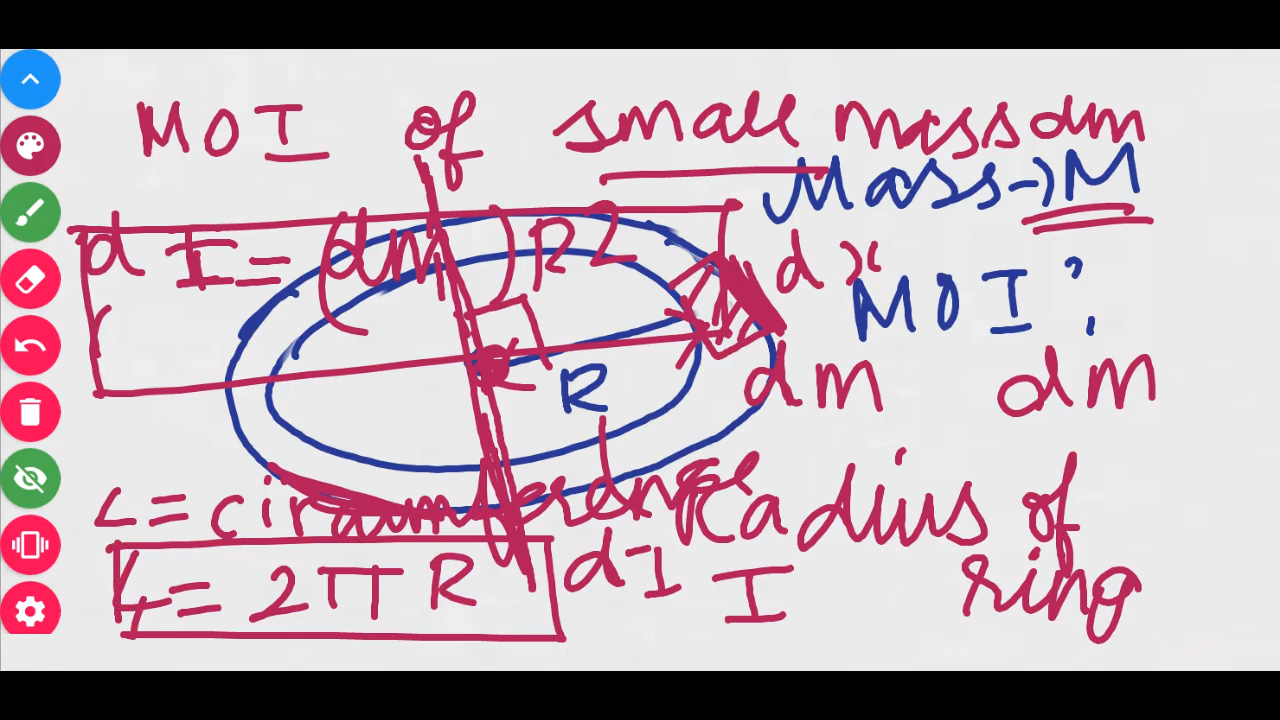 MOI of small mass dm
Mass → M
dI = (dm) R²
dx
MOI ?
R
dm dm
L = circumference
Radius of
ring
L = 2πR
dI I